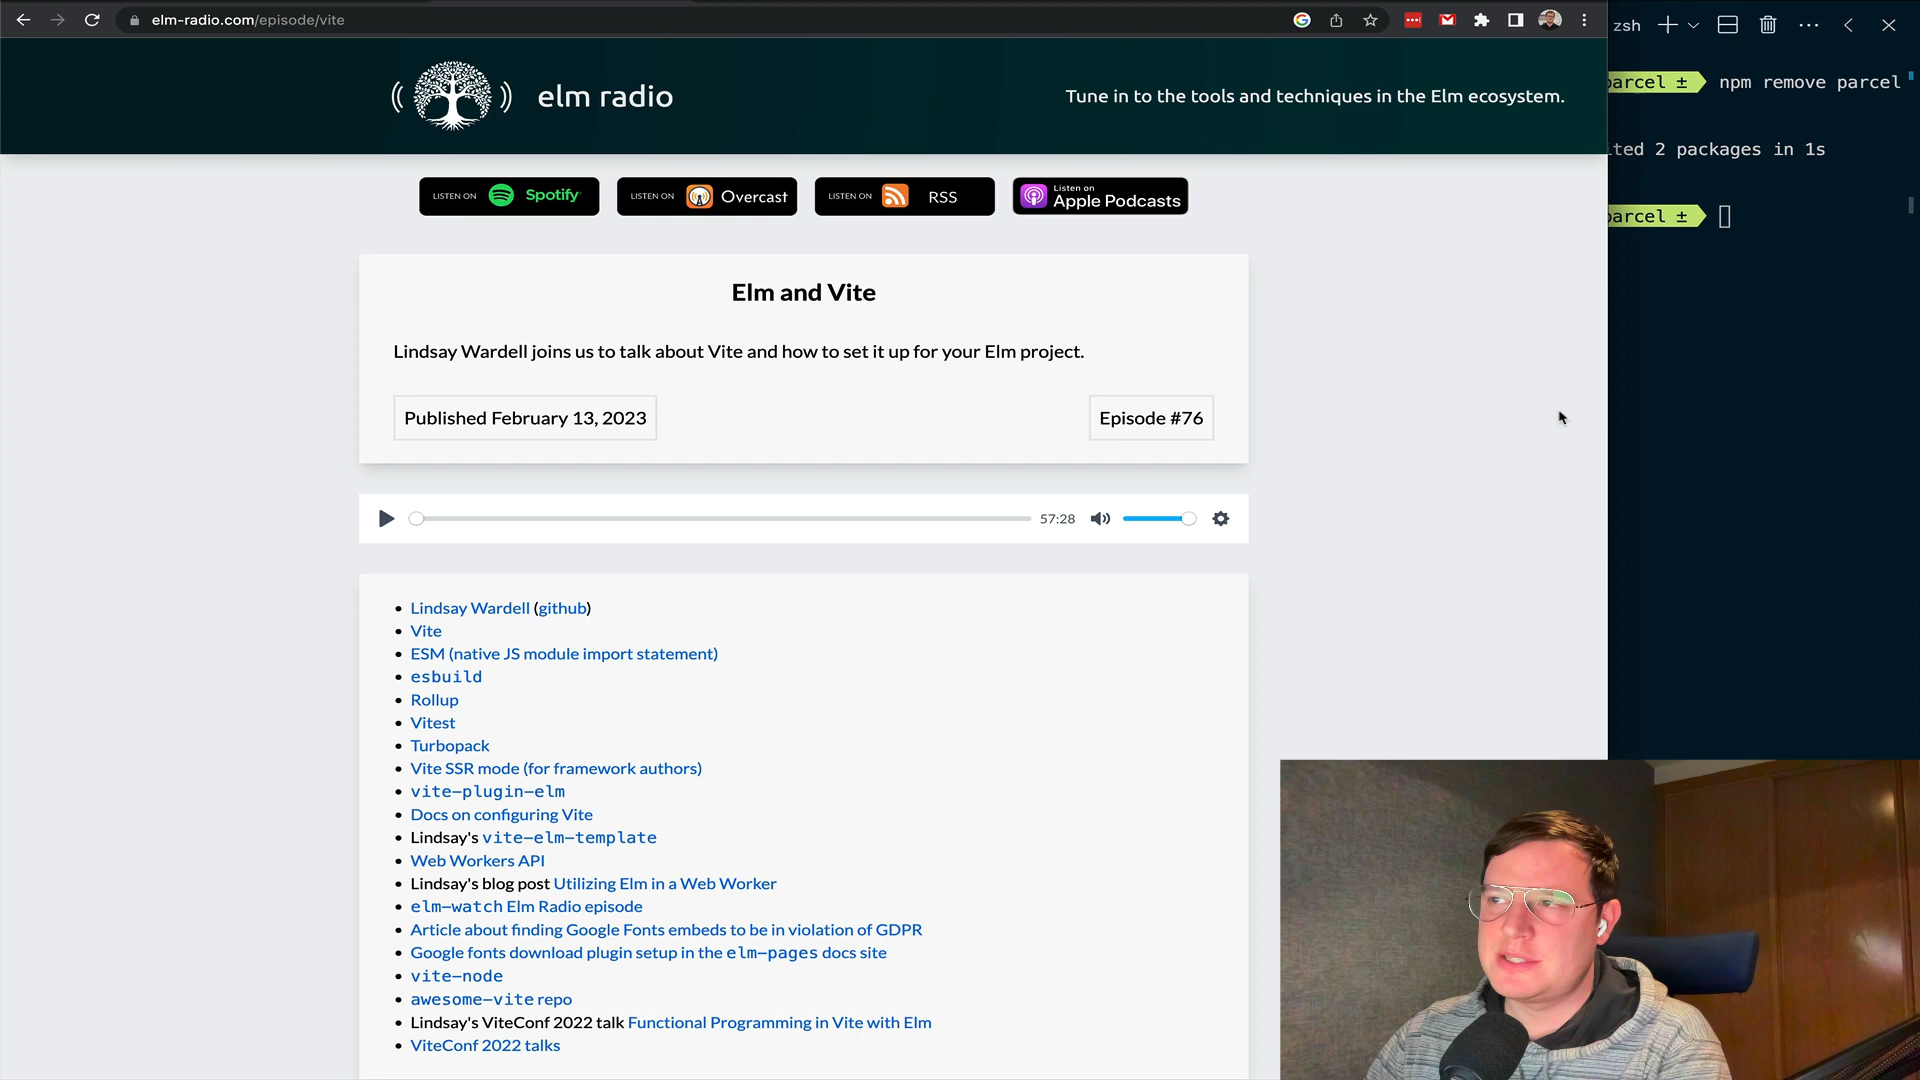 elm-radio.com/episode/vite
elm radio
Tune in to the tools and techniques in the Elm ecosystem.
LISTEN ON Spotify
LISTEN ON Overcast
LISTEN ON RSS
Listen on Apple Podcasts
Elm and Vite
Lindsay Wardell joins us to talk about Vite and how to set it up for your Elm project.
Published February 13, 2023
Episode #76
57:28
• Lindsay Wardell (github)
• Vite
• ESM (native JS module import statement)
• esbuild
• Rollup
• Vitest
• Turbopack
• Vite SSR mode (for framework authors)
• vite-plugin-elm
• Docs on configuring Vite
• Lindsay's vite-elm-template
• Web Workers API
• Lindsay's blog post Utilizing Elm in a Web Worker
• elm-watch Elm Radio episode
• Article about finding Google Fonts embeds to be in violation of GDPR
• Google fonts download plugin setup in the elm-pages docs site
• vite-node
• awesome-vite repo
• Lindsay's ViteConf 2022 talk Functional Programming in Vite with Elm
• ViteConf 2022 talks
zsh
parcel ± npm remove parcel
ited 2 packages in 1s
parcel ±